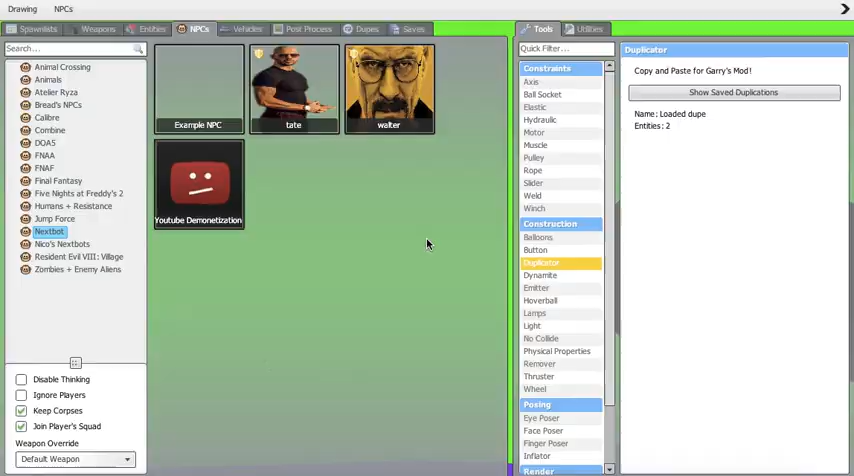 Drawing NPCs
Spawnlists Weapons Entities NPCs Vehicles Post Process Dupes Saves
Search...
Animal Crossing
Animals
Atelier Ryza
Bread's NPCs
Calibre
Combine
DOA5
FNAA
FNAF
Final Fantasy
Five Nights at Freddy's 2
Humans + Resistance
Jump Force
Nextbot
Nico's Nextbots
Resident Evil VIII: Village
Zombies + Enemy Aliens
Disable Thinking
Ignore Players
Keep Corpses
Join Player's Squad
Weapon Override
Default Weapon
Example NPC
tate
walter
Youtube Demonetization
Tools Utilities
Quick Filter...
Constraints
Axis
Ball Socket
Elastic
Hydraulic
Motor
Muscle
Pulley
Rope
Slider
Weld
Winch
Construction
Balloons
Button
Duplicator
Dynamite
Emitter
Hoverball
Lamps
Light
No Collide
Physical Properties
Remover
Thruster
Wheel
Posing
Eye Poser
Face Poser
Finger Poser
Inflator
Render
Duplicator
Copy and Paste for Garry's Mod!
Show Saved Duplications
Name: Loaded dupe
Entities: 2